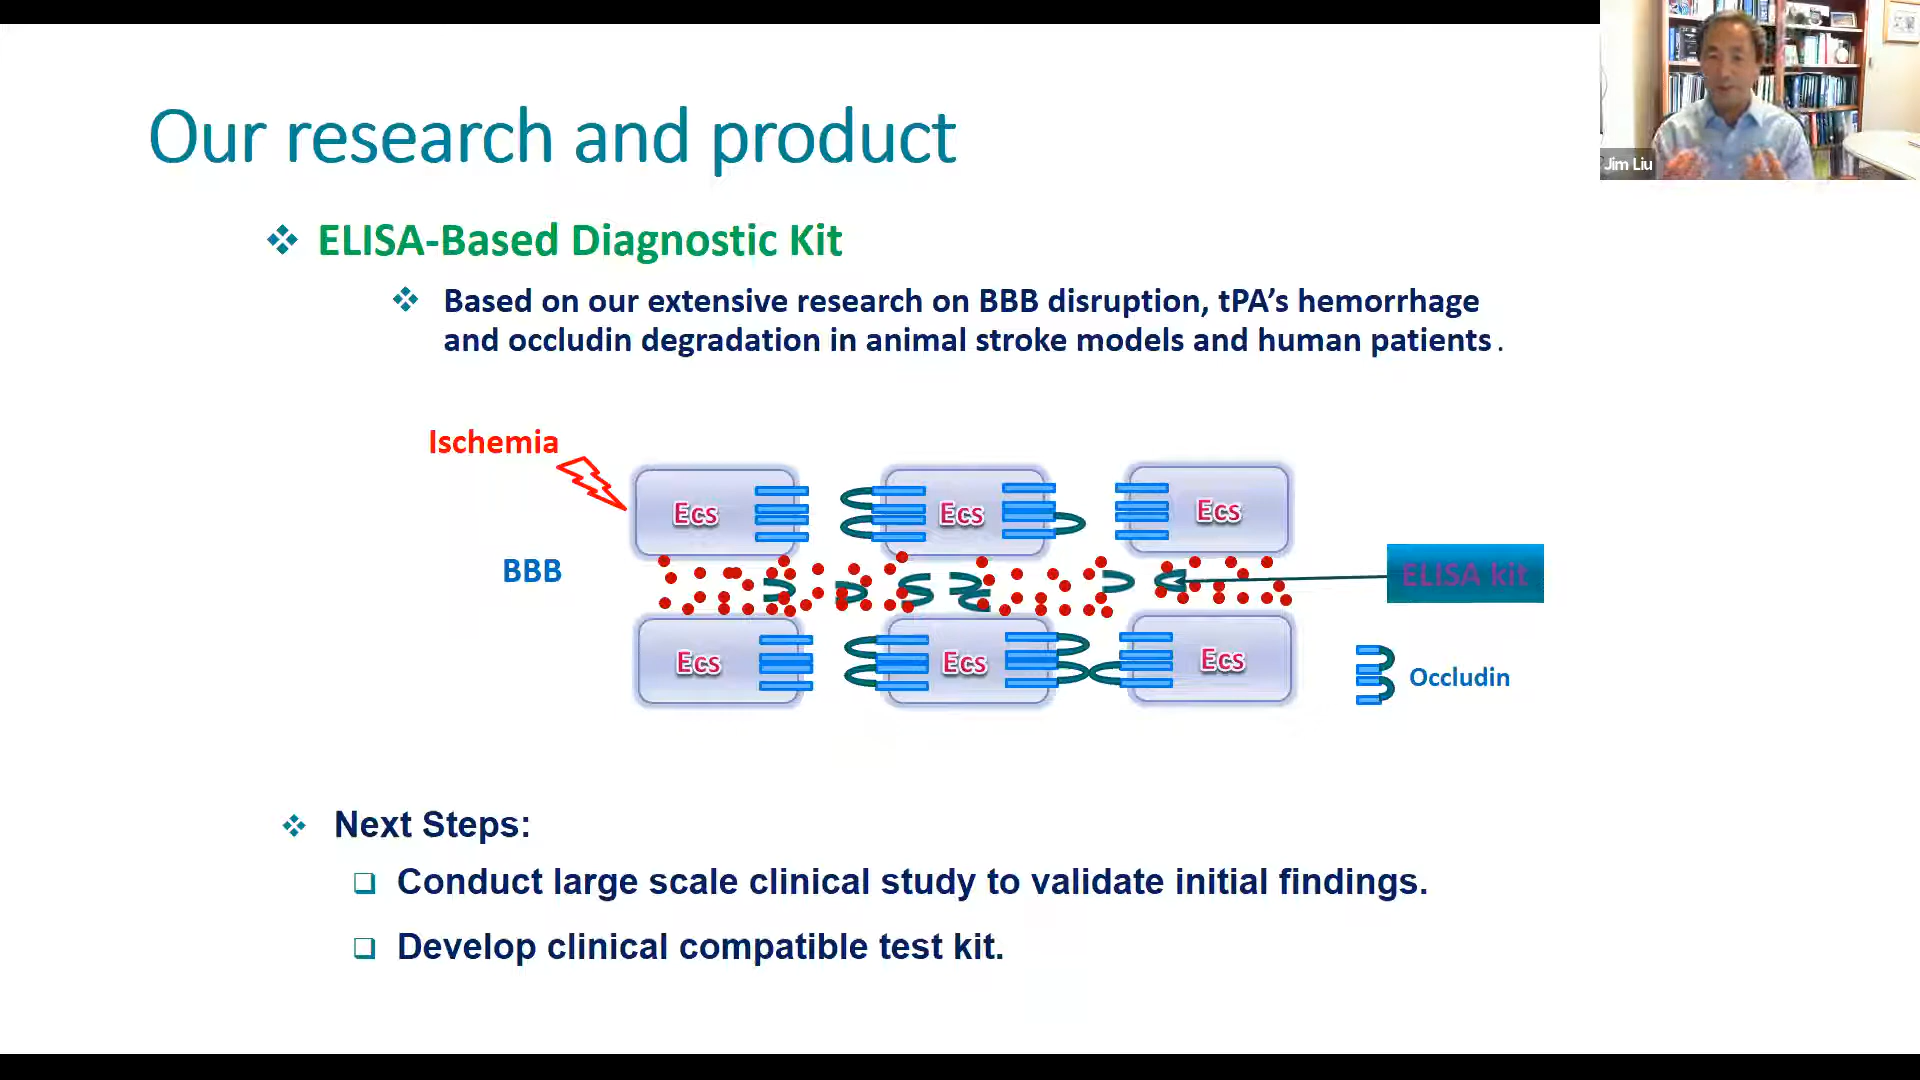 Our research and product
ELISA-Based Diagnostic Kit
Based on our extensive research on BBB disruption, tPA’s hemorrhage
and occludin degradation in animal stroke models and human patients.
Ischemia
Ecs
Ecs
Ecs
BBB
ELISA kit
Ecs
Ecs
Ecs
Occludin
Next Steps:
Conduct large scale clinical study to validate initial findings.
Develop clinical compatible test kit.
Jim Liu